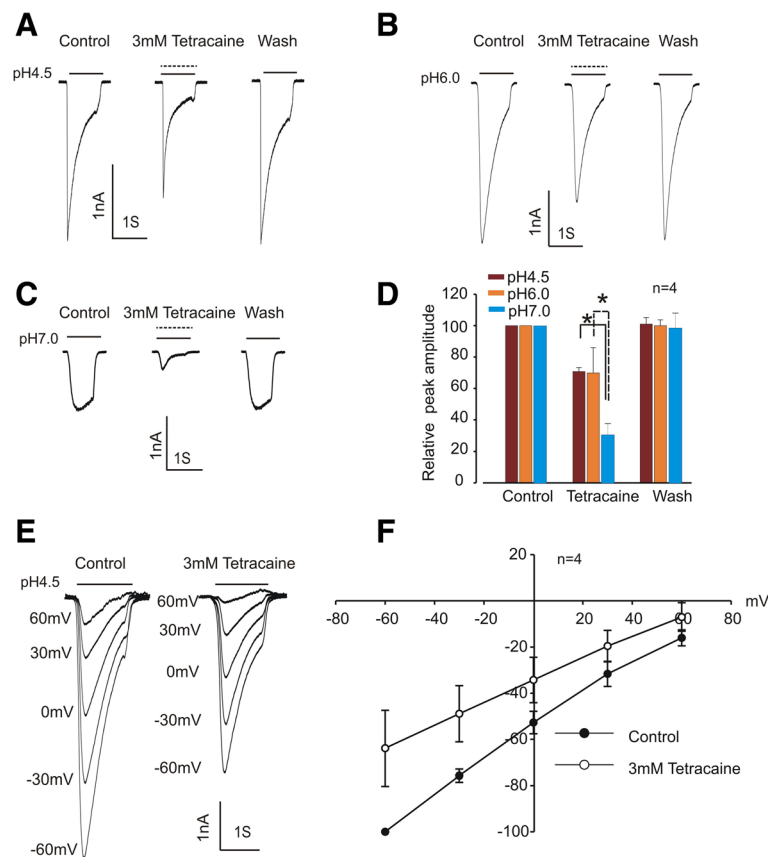 A
Control 3mM Tetracaine Wash
pH4.5
1nA
1S
B
Control 3mM Tetracaine Wash
pH6.0
1nA
1S
C
Control 3mM Tetracaine Wash
pH7.0
1nA
1S
D
pH4.5
pH6.0
pH7.0
n=4
*
*
Relative peak amplitude
120
100
80
60
40
20
0
Control Tetracaine Wash
E
Control 3mM Tetracaine
pH4.5
60mV
30mV
0mV
-30mV
-60mV
60mV
30mV
0mV
-30mV
-60mV
1nA
1S
F
n=4
20
mV
-80 -60 -40 -20 0 20 40 60 80
-20
-40
-60
-80
-100
Control
3mM Tetracaine